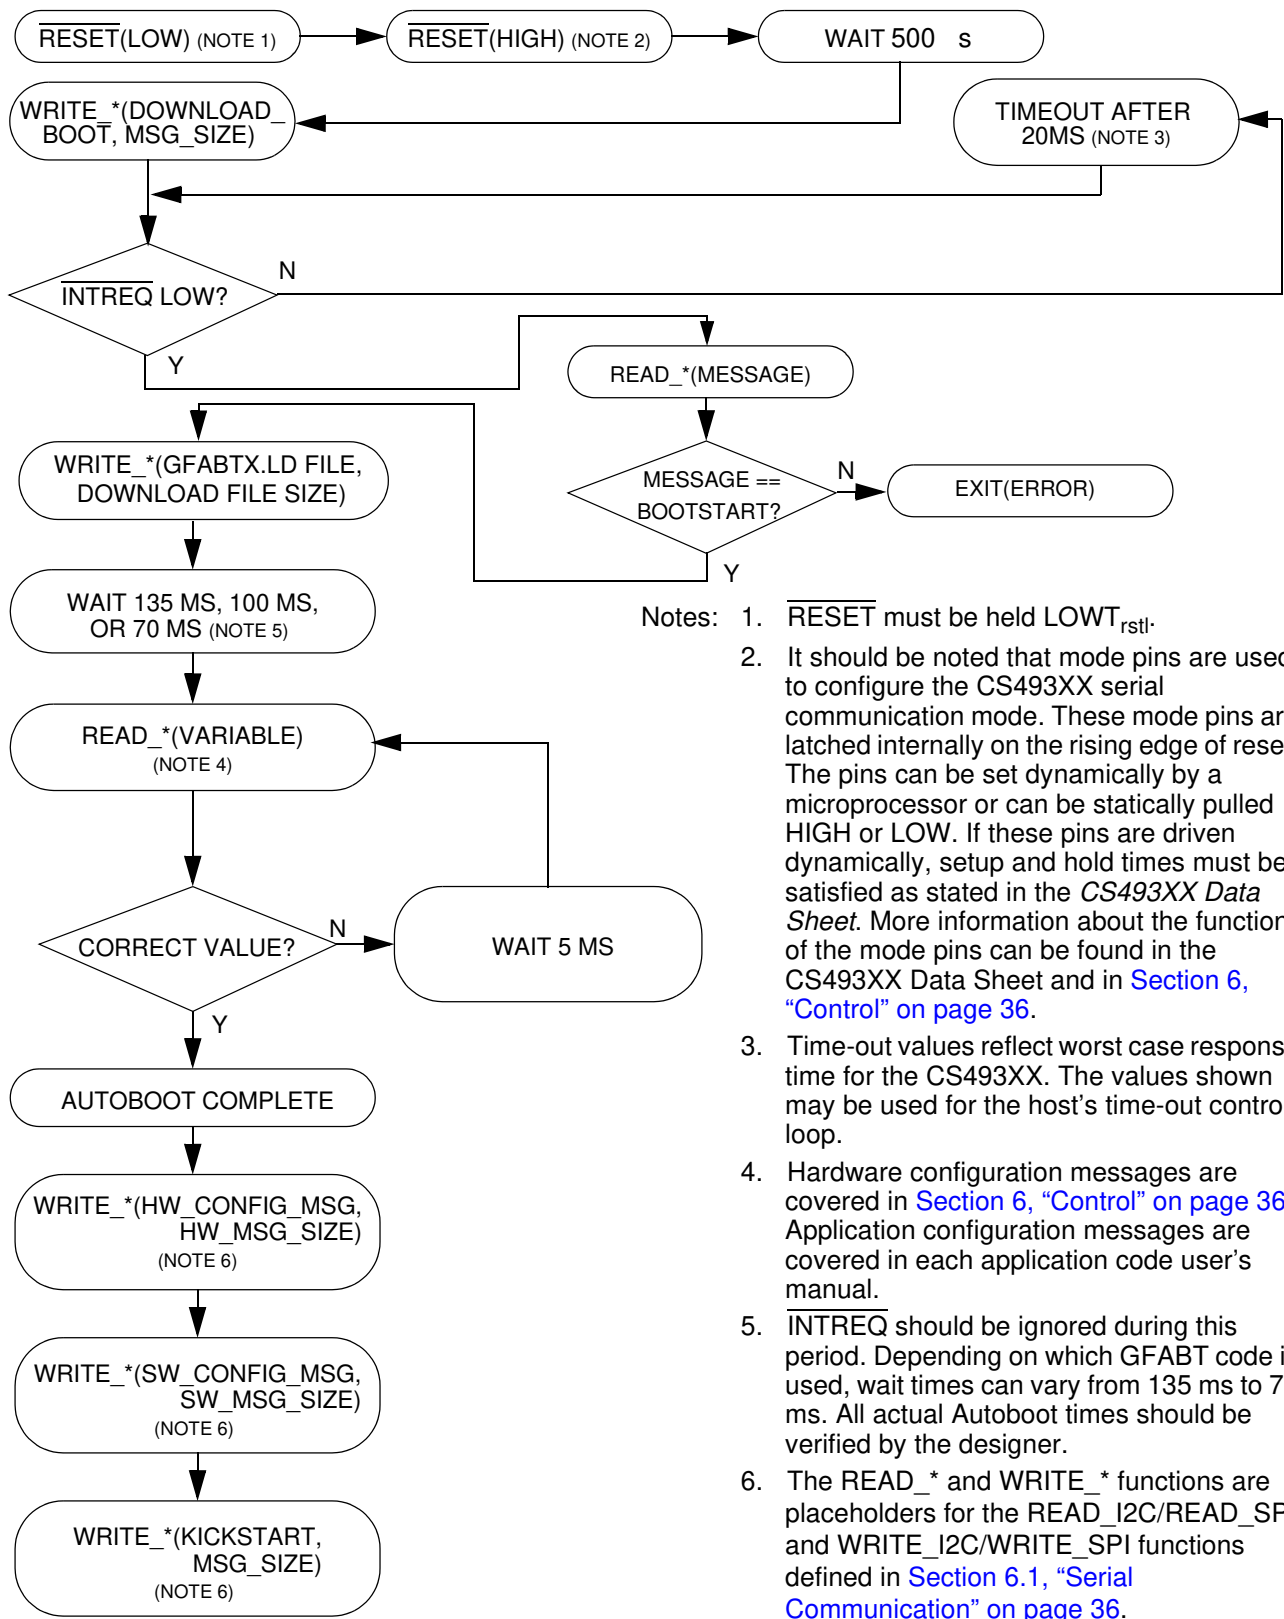 RESET(LOW) (NOTE 1)
RESET(HIGH) (NOTE 2)
WAIT 500 s
WRITE_*(DOWNLOAD_
BOOT, MSG_SIZE)
TIMEOUT AFTER
20MS (NOTE 3)
INTREQ LOW?
N
Y
READ_*(MESSAGE)
WRITE_*(GFABTX.LD FILE,
DOWNLOAD FILE SIZE)
MESSAGE ==
BOOTSTART?
N
EXIT(ERROR)
Y
WAIT 135 MS, 100 MS,
OR 70 MS (NOTE 5)
READ_*(VARIABLE)
(NOTE 4)
CORRECT VALUE?
N
WAIT 5 MS
Y
AUTOBOOT COMPLETE
WRITE_*(HW_CONFIG_MSG,
HW_MSG_SIZE)
(NOTE 6)
WRITE_*(SW_CONFIG_MSG,
SW_MSG_SIZE)
(NOTE 6)
WRITE_*(KICKSTART,
MSG_SIZE)
(NOTE 6)
Notes: 1. RESET must be held LOWTrstl.
2. It should be noted that mode pins are used
to configure the CS493XX serial
communication mode. These mode pins ar
latched internally on the rising edge of rese
The pins can be set dynamically by a
microprocessor or can be statically pulled
HIGH or LOW. If these pins are driven
dynamically, setup and hold times must be
satisfied as stated in the CS493XX Data
Sheet. More information about the function
of the mode pins can be found in the
CS493XX Data Sheet and in Section 6,
“Control” on page 36.
3. Time-out values reflect worst case respons
time for the CS493XX. The values shown
may be used for the host’s time-out contro
loop.
4. Hardware configuration messages are
covered in Section 6, “Control” on page 36
Application configuration messages are
covered in each application code user’s
manual.
5. INTREQ should be ignored during this
period. Depending on which GFABT code i
used, wait times can vary from 135 ms to 7
ms. All actual Autoboot times should be
verified by the designer.
6. The READ_* and WRITE_* functions are
placeholders for the READ_I2C/READ_SP
and WRITE_I2C/WRITE_SPI functions
defined in Section 6.1, “Serial
Communication” on page 36.